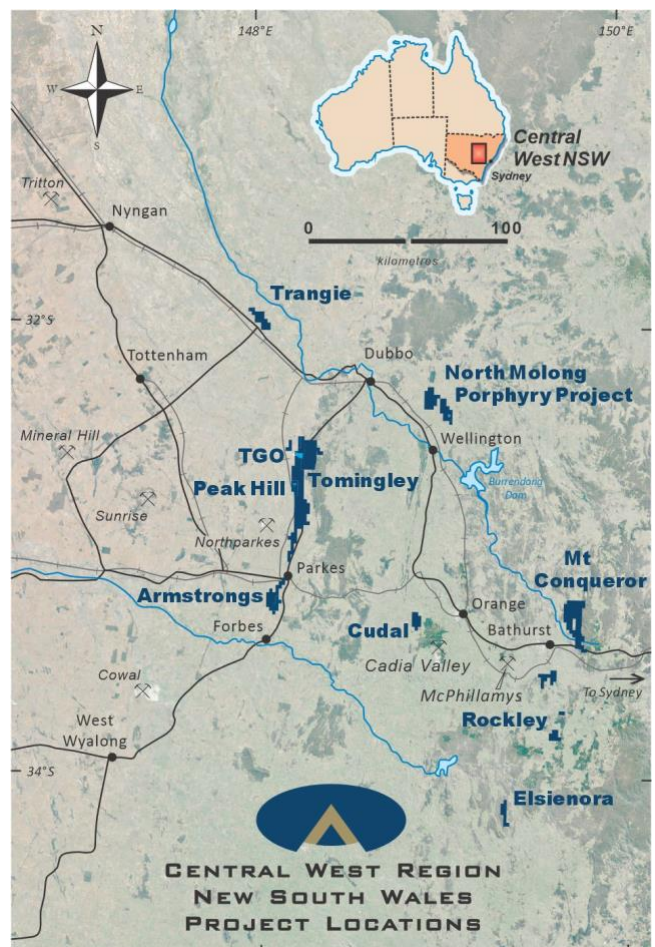 148°E
150°E
N
W
E
S
Central
West NSW
Sydney
0
100
kilometres
Tritton
Nyngan
Trangie
32°S
Tottenham
Dubbo
North Molong
Porphyry Project
Mineral Hill
Wellington
TGO
Tomingley
Peak Hill
Burrendong
Dam
Sunrise
Northparkes
Parkes
Mt
Conqueror
Armstrongs
Orange
Forbes
Cudal
Bathurst
Cadia Valley
McPhillamys
To Sydney
Cowal
Rockley
West
Wyalong
34°S
Elsienora
Central West Region
New South Wales
Project Locations